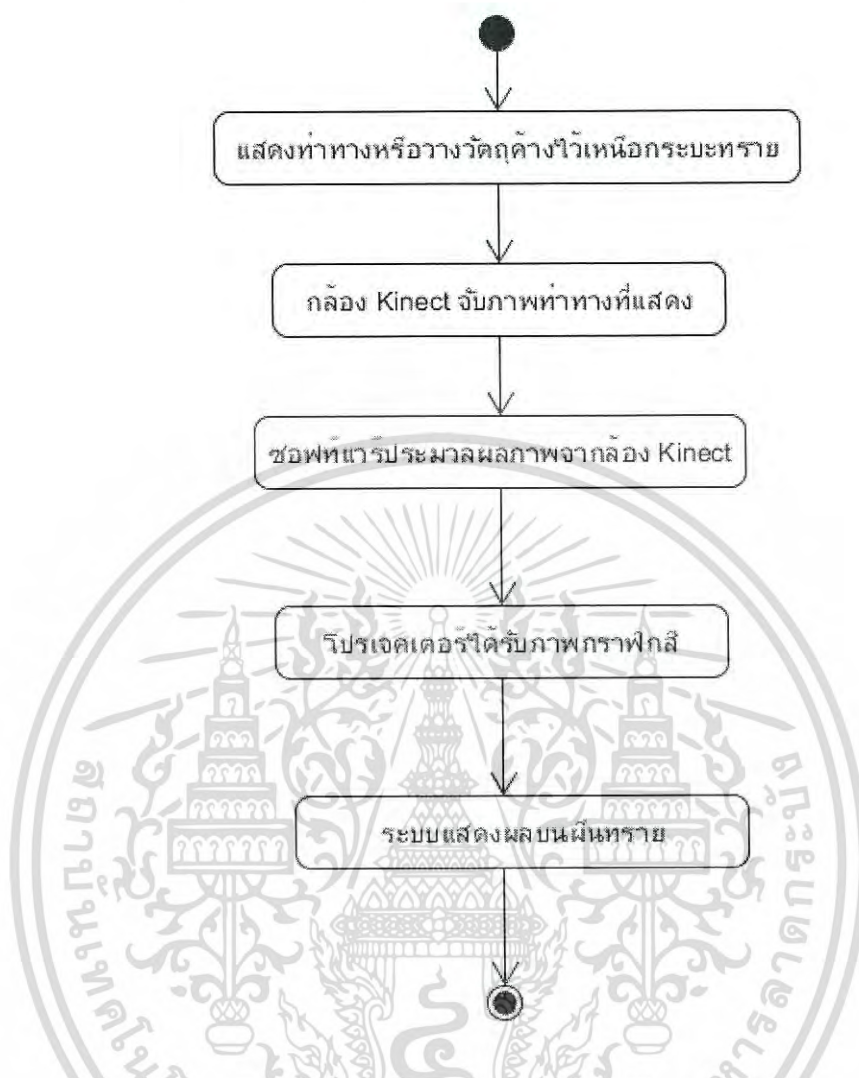 แสดงท่าทางหรือวางวัตถุค้างไว้เหนือกระบะทราย
กล้อง Kinect จับภาพท่าทางที่แสดง
ซอฟท์แวร์ประมวลผลภาพจากล้อง Kinect
โปรเจคเตอร์ได้รับภาพกราฟิกส์
ระบบแสดงผลบนผืนทราย